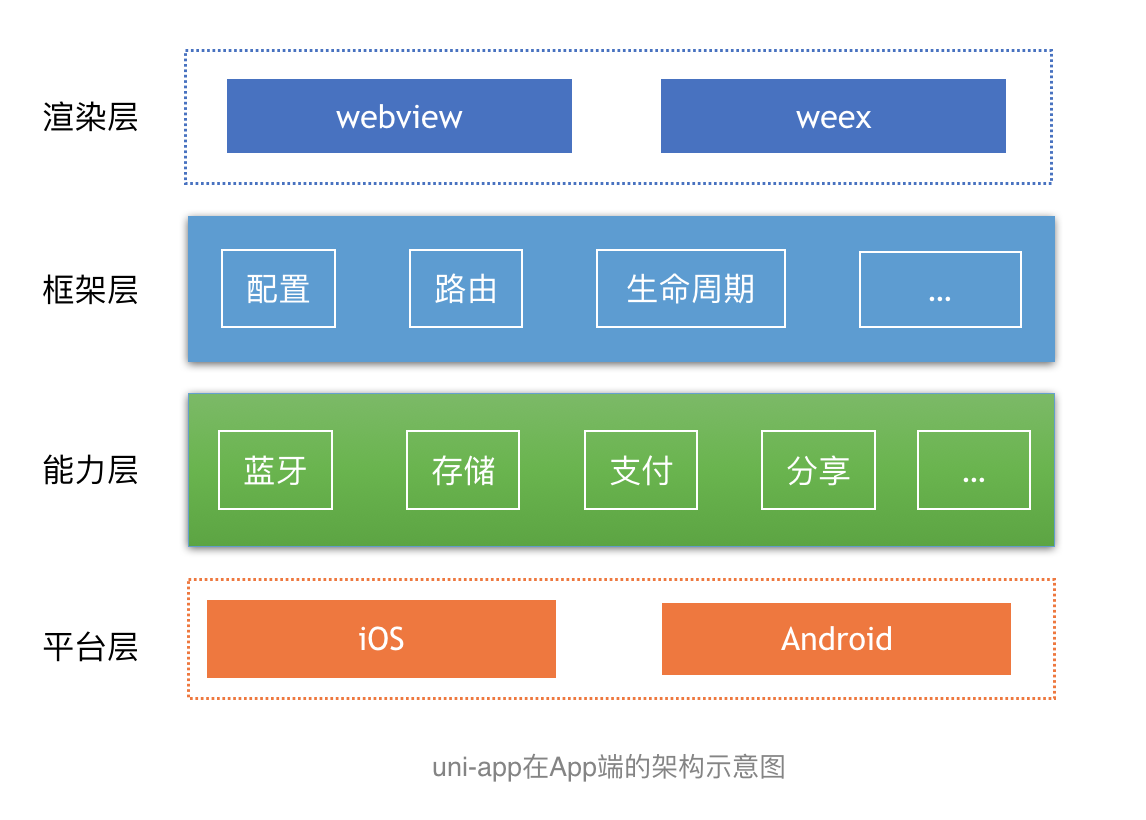 渲染层
webview
weex
框架层
配置
路由
生命周期
...
能力层
蓝牙
存储
支付
分享
...
平台层
iOS
Android
uni-app在App端的架构示意图